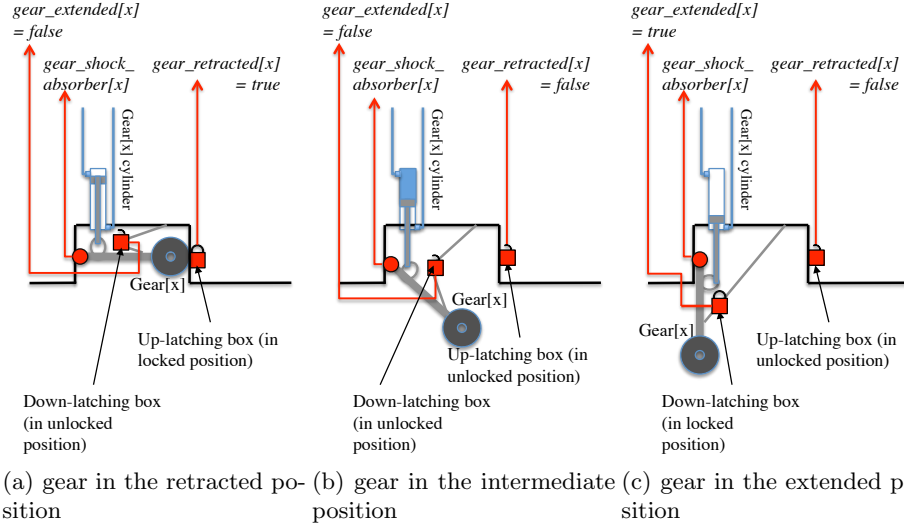 gear_extended[x]
= false
gear_shock_
absorber[x]
gear_retracted[x]
= true
Gear[x] cylinder
Gear[x]
Up-latching box (in
locked position)
Down-latching box
(in unlocked
position)
(a) gear in the retracted po-
sition
gear_extended[x]
= false
gear_shock_
absorber[x]
gear_retracted[x]
= false
Gear[x] cylinder
Gear[x]
Up-latching box (in
unlocked position)
Down-latching box
(in unlocked
position)
(b) gear in the intermediate
position
gear_extended[x]
= true
gear_shock_
absorber[x]
gear_retracted[x]
= false
Gear[x] cylinder
Gear[x]
Up-latching box (in
unlocked position)
Down-latching box
(in locked
position)
(c) gear in the extended p
sition